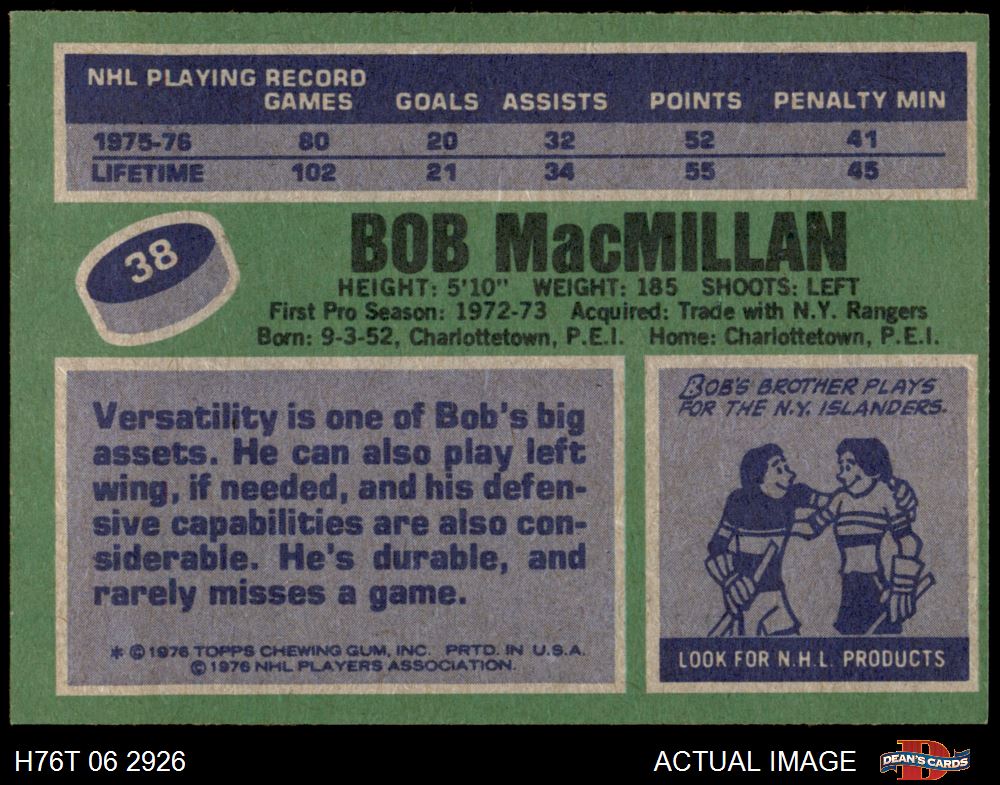 NHL PLAYING RECORD
GAMES GOALS ASSISTS POINTS PENALTY MIN
1975-76 80 20 32 52 41
LIFETIME 102 21 34 55 45
38
BOB MacMILLAN
HEIGHT: 5'10" WEIGHT: 185 SHOOTS: LEFT
First Pro Season: 1972-73 Acquired: Trade with N.Y. Rangers
Born: 9-3-52, Charlottetown, P.E.I. Home: Charlottetown, P.E.I.
Versatility is one of Bob's big
assets. He can also play left
wing, if needed, and his defen-
sive capabilities are also con-
siderable. He's durable, and
rarely misses a game.
* © 1976 TOPPS CHEWING GUM, INC. PRTD. IN U.S.A.
© 1976 NHL PLAYERS ASSOCIATION.
BOB'S BROTHER PLAYS
FOR THE N.Y. ISLANDERS.
LOOK FOR N.H.L. PRODUCTS
H76T 06 2926
ACTUAL IMAGE
D
DEAN'S CARDS